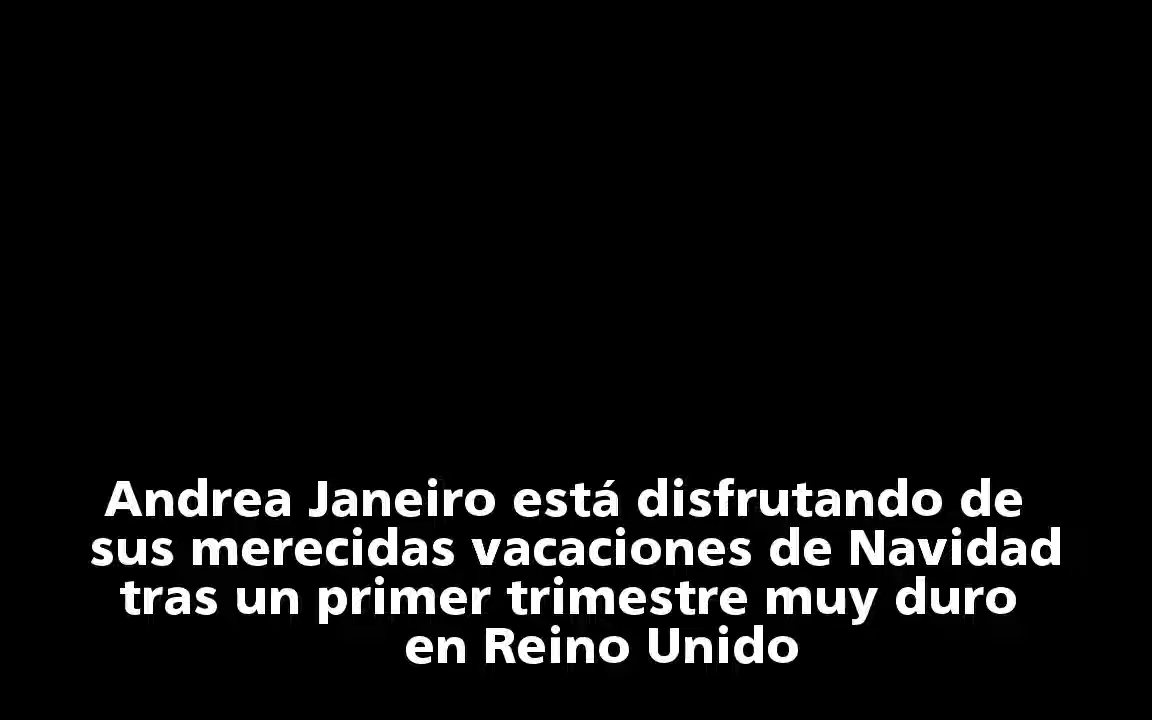 Andrea Janeiro está disfrutando de
sus merecidas vacaciones de Navidad
tras un primer trimestre muy duro
en Reino Unido